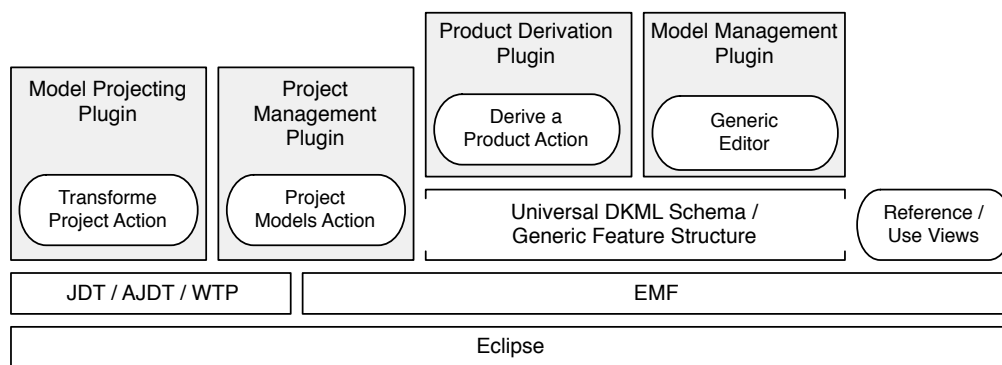 Product Derivation
Plugin
Model Management
Plugin
Model Projecting
Plugin
Project
Management
Plugin
Derive a
Product Action
Generic
Editor
Transforme
Project Action
Project
Models Action
Universal DKML Schema /
Generic Feature Structure
Reference /
Use Views
JDT / AJDT / WTP
EMF
Eclipse